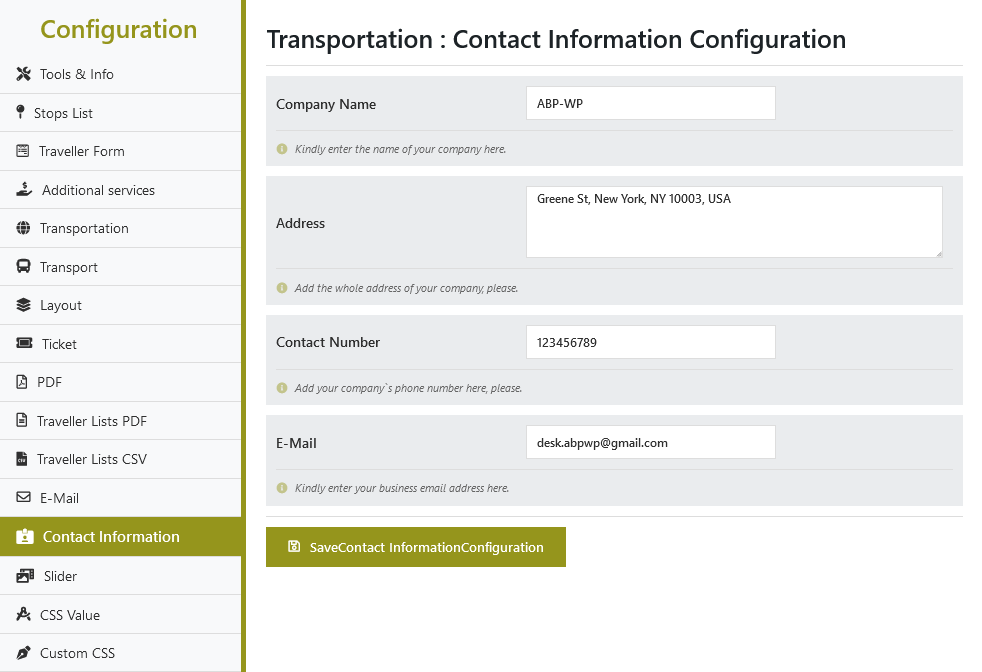 Configuration
Tools & Info
Stops List
Traveller Form
Additional services
Transportation
Transport
Layout
Ticket
PDF
Traveller Lists PDF
Traveller Lists CSV
E-Mail
Contact Information
Slider
CSS Value
Custom CSS
Transportation : Contact Information Configuration
Company Name
ABP-WP
Kindly enter the name of your company here.
Address
Greene St, New York, NY 10003, USA
Add the whole address of your company, please.
Contact Number
123456789
Add your company`s phone number here, please.
E-Mail
desk.abpwp@gmail.com
Kindly enter your business email address here.
SaveContact InformationConfiguration